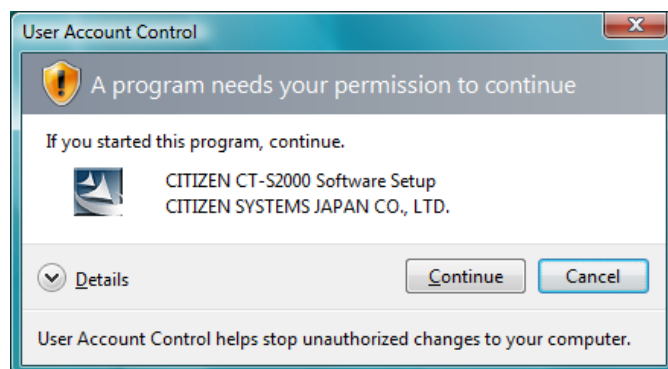 User Account Control
A program needs your permission to continue
If you started this program, continue.
CITIZEN CT-S2000 Software Setup
CITIZEN SYSTEMS JAPAN CO., LTD.
Details
Continue
Cancel
User Account Control helps stop unauthorized changes to your computer.